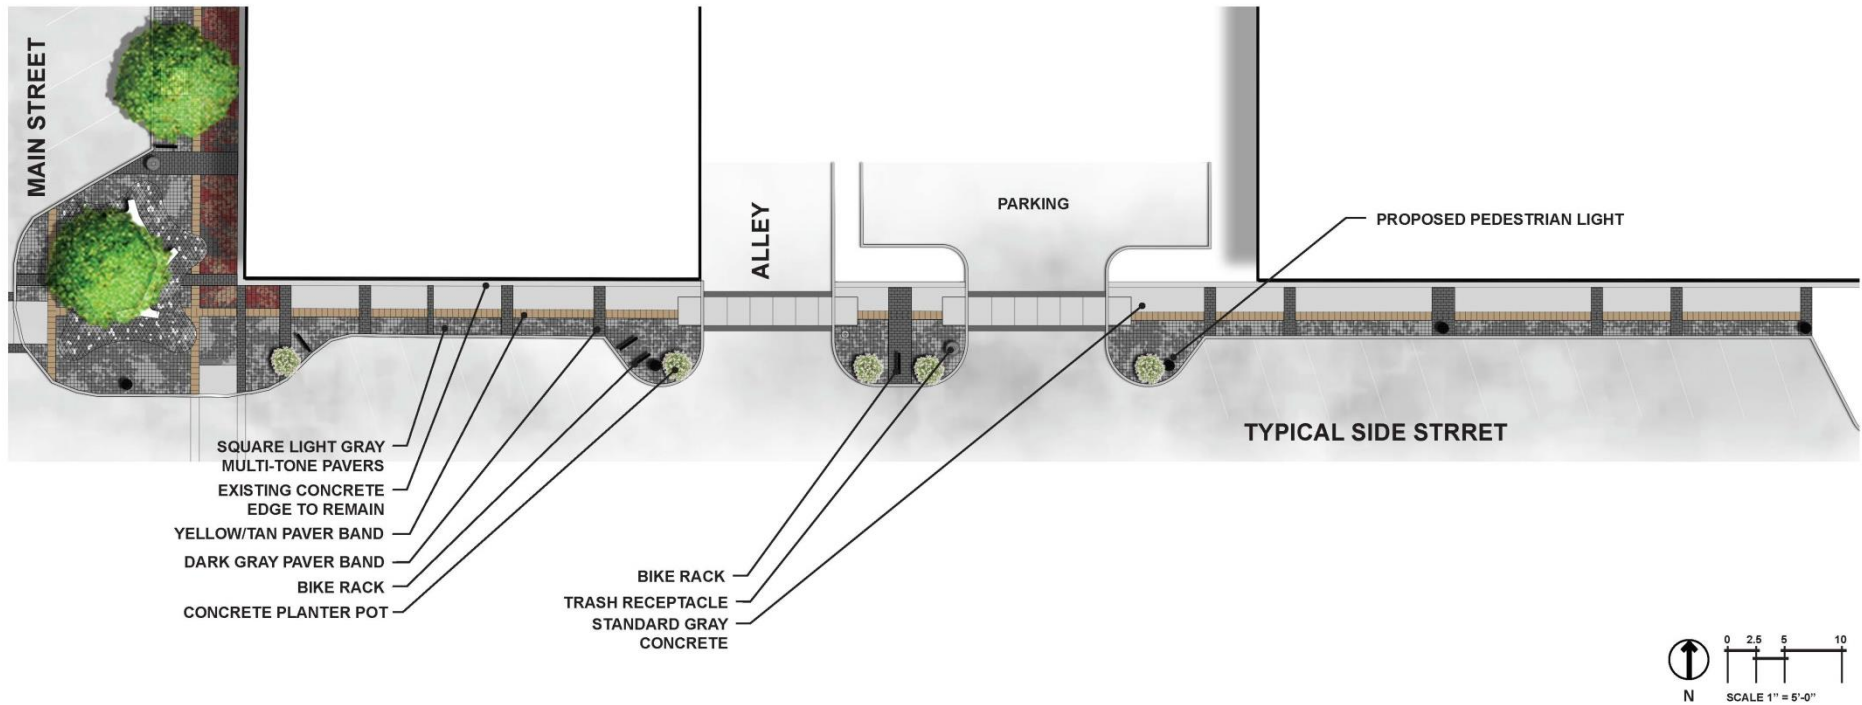 MAIN STREET
ALLEY
PARKING
PROPOSED PEDESTRIAN LIGHT
TYPICAL SIDE STRRET
SQUARE LIGHT GRAY
MULTI-TONE PAVERS
EXISTING CONCRETE
EDGE TO REMAIN
YELLOW/TAN PAVER BAND
DARK GRAY PAVER BAND
BIKE RACK
CONCRETE PLANTER POT
BIKE RACK
TRASH RECEPTACLE
STANDARD GRAY
CONCRETE
0 2.5 5 10
N
SCALE 1" = 5'-0"